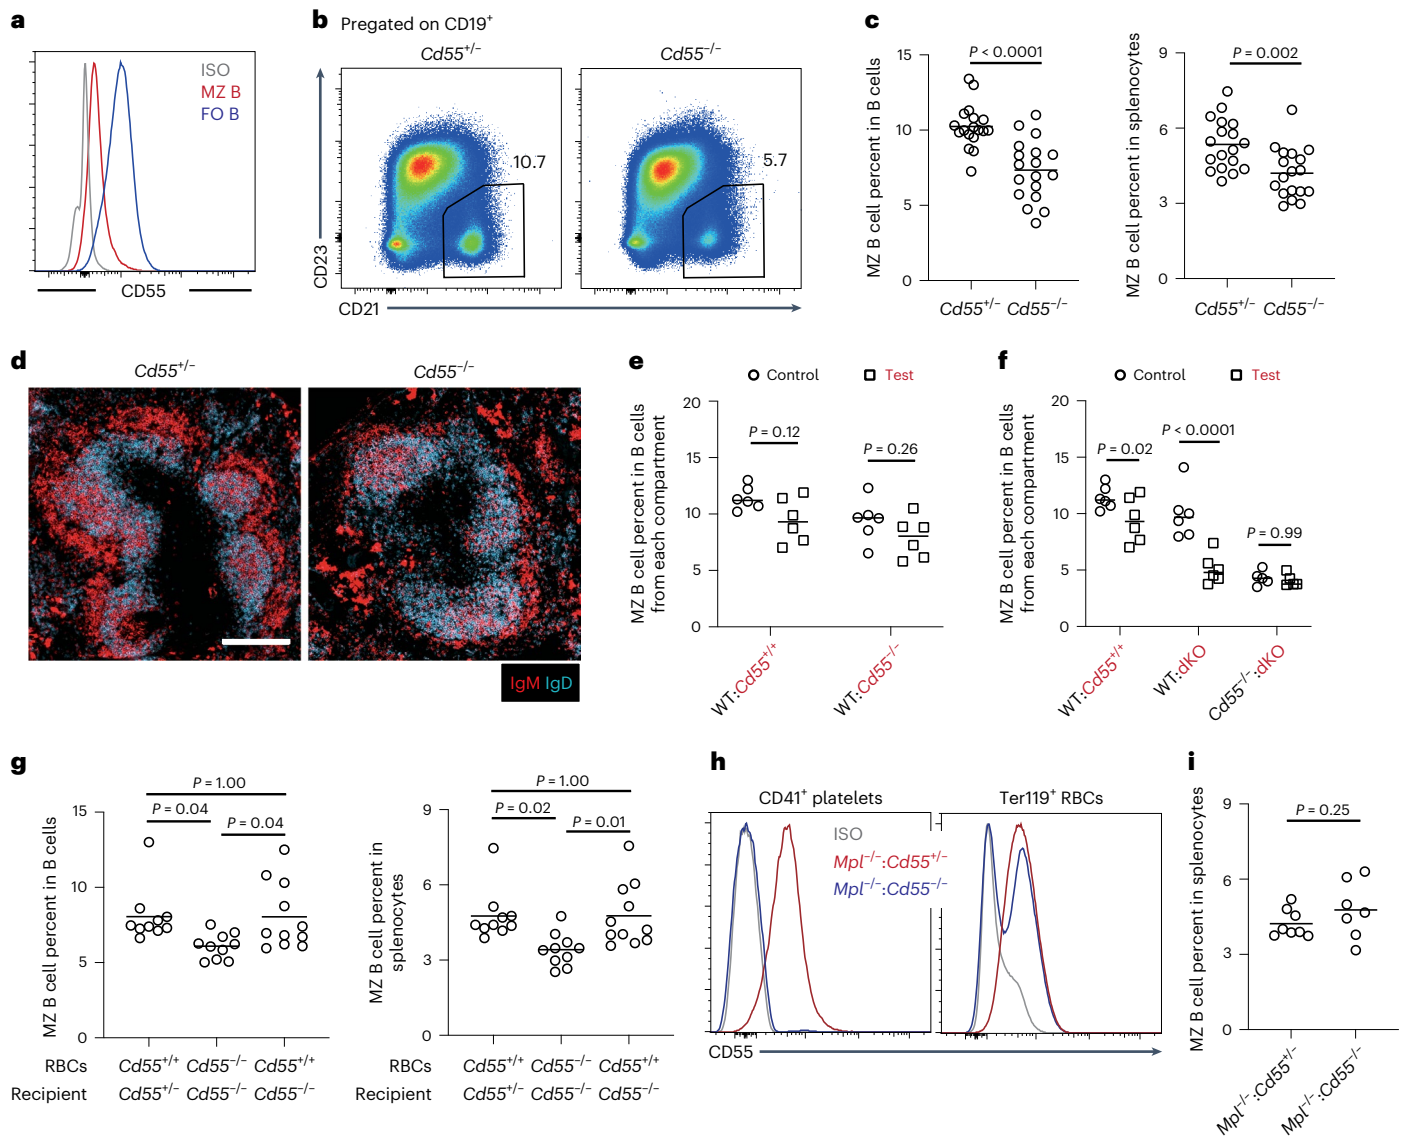 a
ISO
MZ B
FO B
CD55
b
Pregated on CD19+
Cd55+/–
Cd55–/–
10.7
5.7
CD23
CD21
c
MZ B cell percent in B cells
15
10
5
0
P < 0.0001
Cd55+/– Cd55–/–
MZ B cell percent in splenocytes
9
6
3
0
P = 0.002
Cd55+/– Cd55–/–
d
Cd55+/–
Cd55–/–
IgM IgD
e
Control
Test
MZ B cell percent in B cells
from each compartment
20
15
10
5
0
P = 0.12
P = 0.26
WT:Cd55+/+
WT:Cd55–/–
f
Control
Test
MZ B cell percent in B cells
from each compartment
20
15
10
5
0
P = 0.02
P < 0.0001
P = 0.99
WT:Cd55+/+
WT:dKO
Cd55–/–:dKO
g
MZ B cell percent in B cells
15
10
5
0
P = 1.00
P = 0.04
P = 0.04
RBCs Cd55+/+ Cd55–/– Cd55+/+
Recipient Cd55+/– Cd55–/– Cd55–/–
MZ B cell percent in
splenocytes
9
6
3
0
P = 1.00
P = 0.02
P = 0.01
RBCs Cd55+/+ Cd55–/– Cd55+/+
Recipient Cd55+/– Cd55–/– Cd55–/–
h
CD41+ platelets
Ter119+ RBCs
ISO
Mpl–/–:Cd55+/–
Mpl–/–:Cd55–/–
CD55
i
MZ B cell percent in splenocytes
9
6
3
0
P = 0.25
Mpl–/–:Cd55+/–
Mpl–/–:Cd55–/–